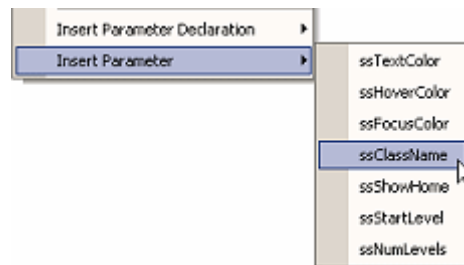 Insert Parameter Declaration
Insert Parameter
ssTextColor
ssHoverColor
ssFocusColor
ssClassName
ssShowHome
ssStartLevel
ssNumLevels